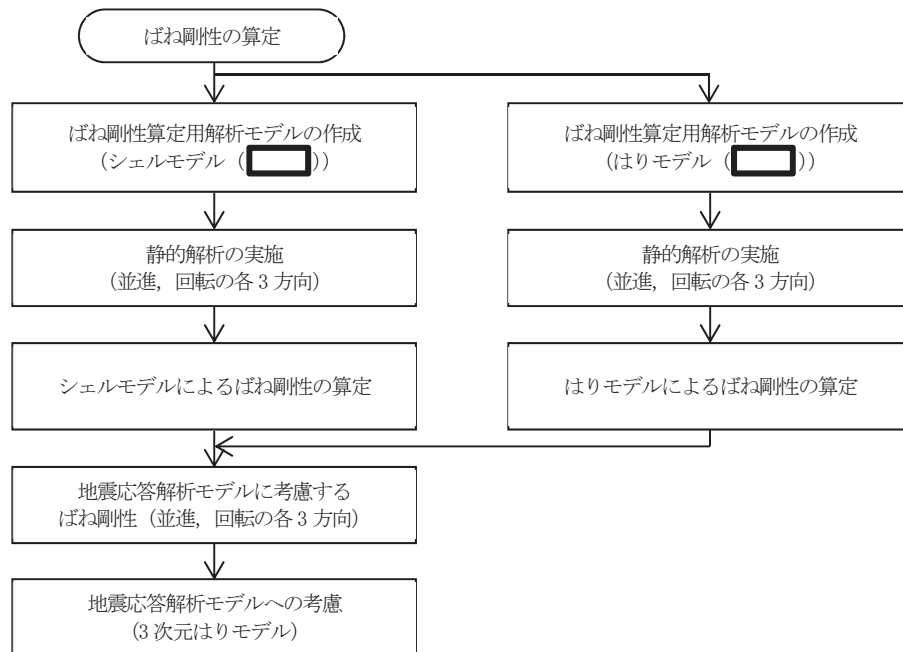 ばね剛性の算定
ばね剛性算定用解析モデルの作成
(シェルモデル ( ))
ばね剛性算定用解析モデルの作成
(はりモデル ( ))
静的解析の実施
(並進，回転の各 3 方向)
静的解析の実施
(並進，回転の各 3 方向)
シェルモデルによるばね剛性の算定
はりモデルによるばね剛性の算定
地震応答解析モデルに考慮する
ばね剛性 (並進，回転の各 3 方向)
地震応答解析モデルへの考慮
(3 次元はりモデル)